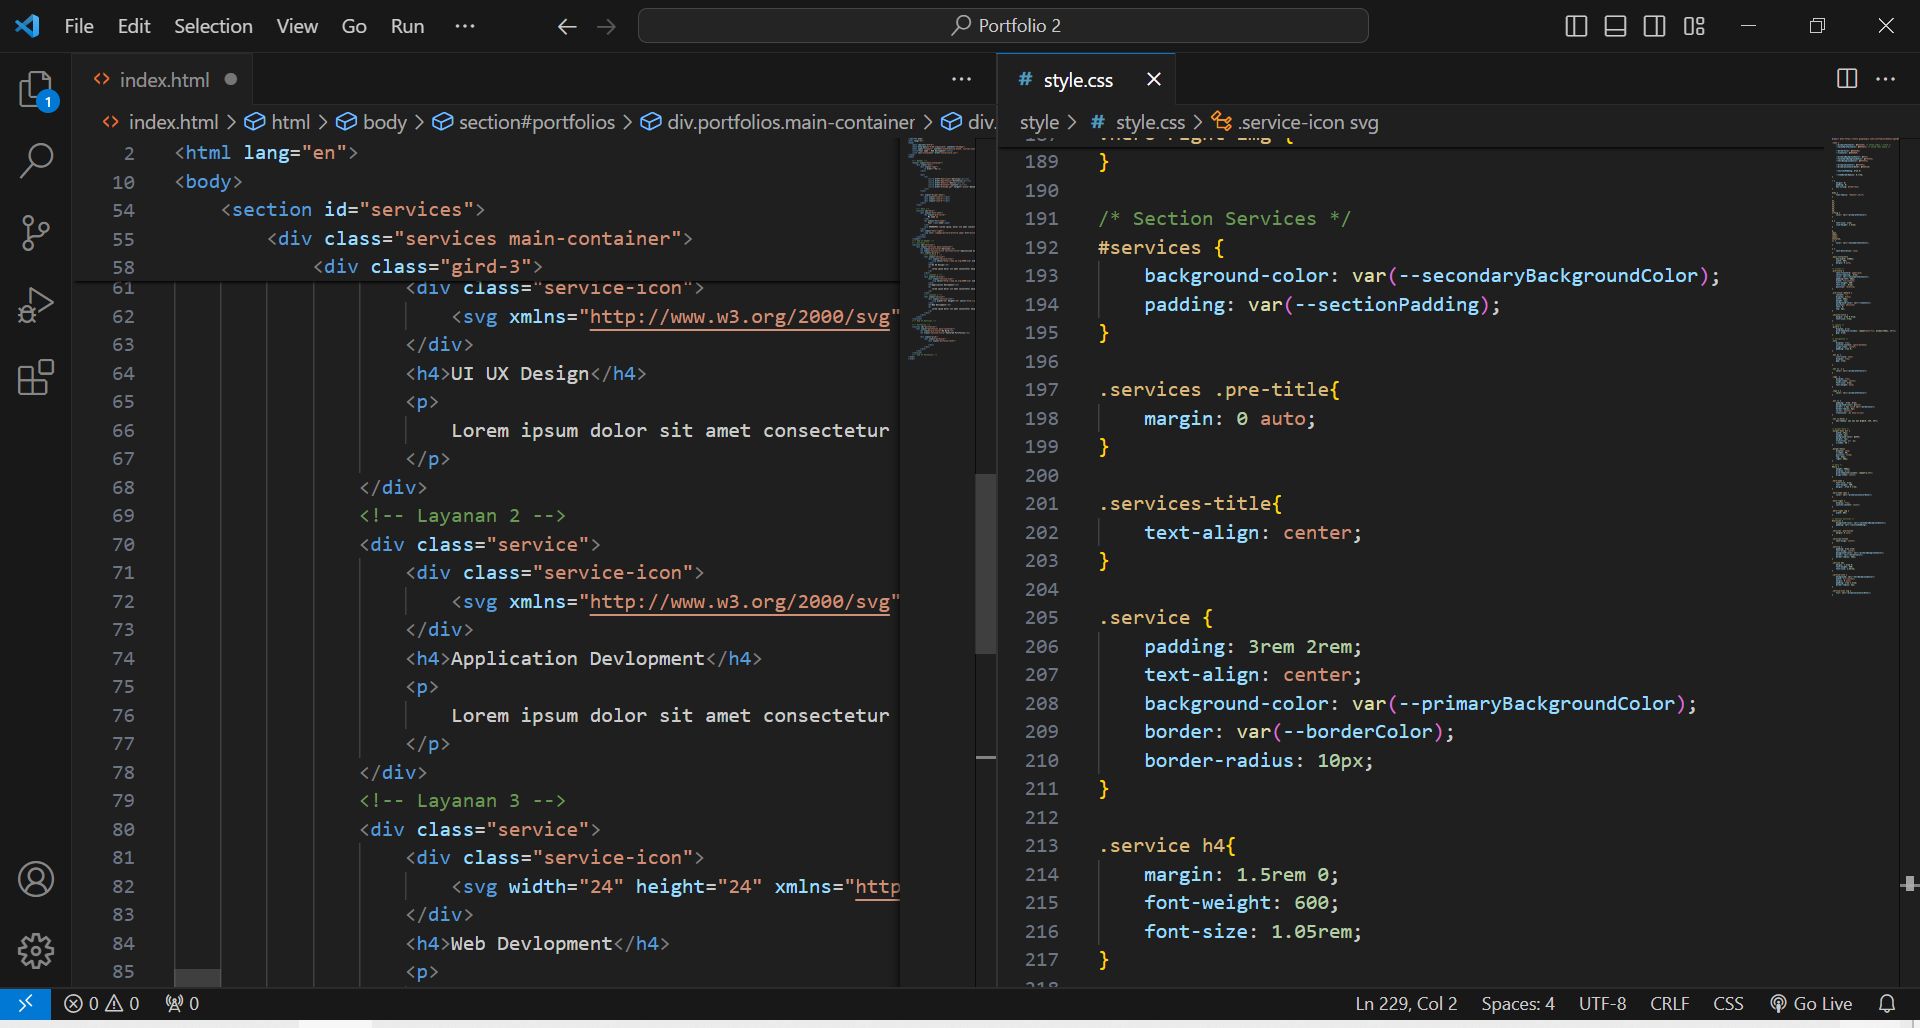 File Edit Selection View Go Run ··· Portfolio 2
index.html
index.html > html > body > section#portfolios > div.portfolios.main-container > div.
2 <html lang="en">
10 <body>
54 <section id="services">
55 <div class="services main-container">
58 <div class="gird-3">
61 <div class="service-icon">
62 <svg xmlns="http://www.w3.org/2000/svg"
63 </div>
64 <h4>UI UX Design</h4>
65 <p>
66 Lorem ipsum dolor sit amet consectetur
67 </p>
68 </div>
69 <!-- Layanan 2 -->
70 <div class="service">
71 <div class="service-icon">
72 <svg xmlns="http://www.w3.org/2000/svg"
73 </div>
74 <h4>Application Devlopment</h4>
75 <p>
76 Lorem ipsum dolor sit amet consectetur
77 </p>
78 </div>
79 <!-- Layanan 3 -->
80 <div class="service">
81 <div class="service-icon">
82 <svg width="24" height="24" xmlns="http
83 </div>
84 <h4>Web Devlopment</h4>
85 <p>
# style.css
style > # style.css > .service-icon svg
189 }
190
191 /* Section Services */
192 #services {
193 background-color: var(--secondaryBackgroundColor);
194 padding: var(--sectionPadding);
195 }
196
197 .services .pre-title{
198 margin: 0 auto;
199 }
200
201 .services-title{
202 text-align: center;
203 }
204
205 .service {
206 padding: 3rem 2rem;
207 text-align: center;
208 background-color: var(--primaryBackgroundColor);
209 border: var(--borderColor);
210 border-radius: 10px;
211 }
212
213 .service h4{
214 margin: 1.5rem 0;
215 font-weight: 600;
216 font-size: 1.05rem;
217 }
1
0 0 0 Ln 229, Col 2 Spaces: 4 UTF-8 CRLF CSS Go Live